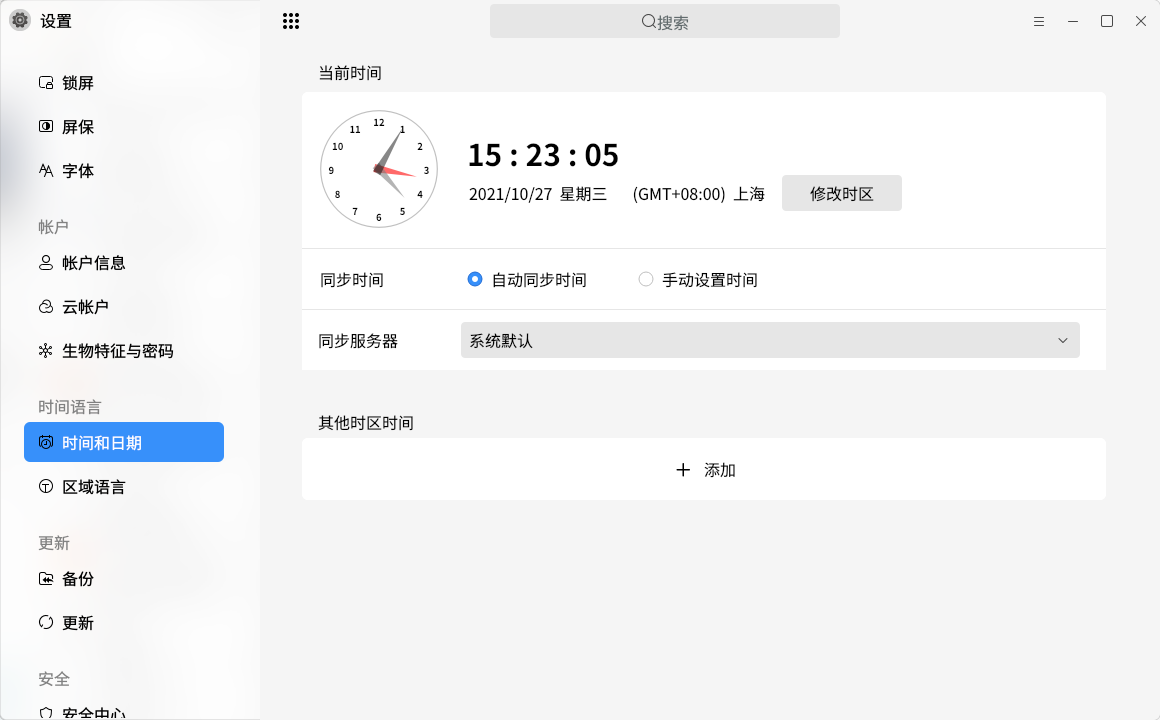 设置
搜索
锁屏
屏保
字体
帐户
帐户信息
云帐户
生物特征与密码
时间语言
时间和日期
区域语言
更新
备份
更新
安全
安全中心
当前时间
12
1
2
3
4
5
6
7
8
9
10
11
15 : 23 : 05
2021/10/27 星期三 (GMT+08:00) 上海
修改时区
同步时间
自动同步时间
手动设置时间
同步服务器
系统默认
其他时区时间
添加